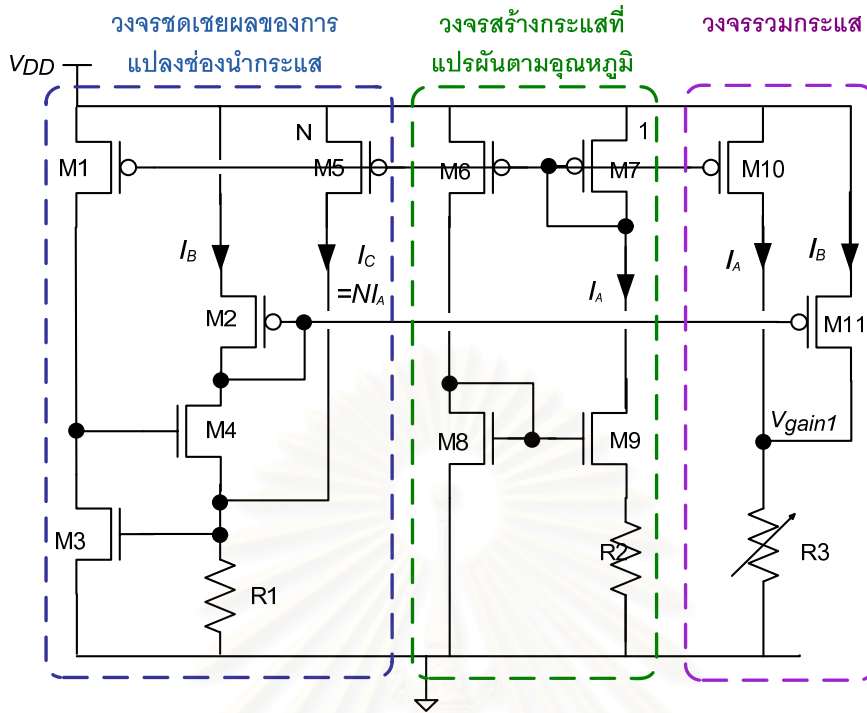 วงจรชดเชยผลของการ
แปลงช่องนำกระแส
วงจรสร้างกระแสที่
แปรผันตามอุณหภูมิ
วงจรรวมกระแส
VDD
N
1
M1
M5
M6
M7
M10
IB
IC
=NIA
IA
IA
IB
M2
M11
M4
M8
M9
Vgain1
M3
R1
R2
R3